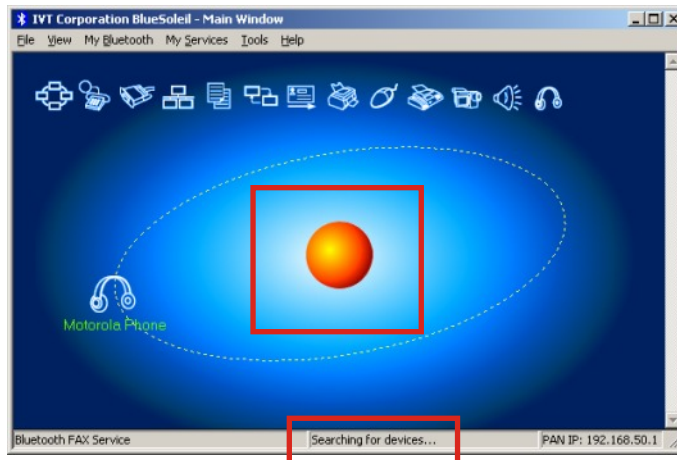 IVT Corporation BlueSoleil - Main Window
File View My Bluetooth My Services Tools Help
Motorola Phone
Bluetooth FAX Service Searching for devices... PAN IP: 192.168.50.1